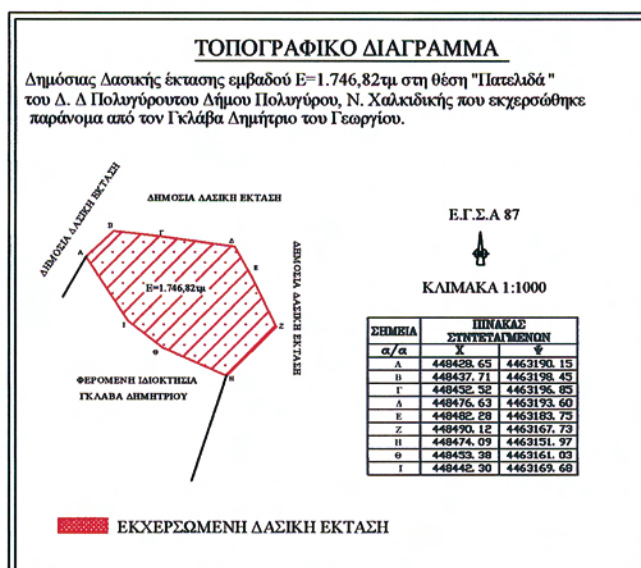 ΤΟΠΟΓΡΑΦΙΚΟ ΔΙΑΓΡΑΜΜΑ
Δημόσιας Δασικής έκτασης εμβαδού Ε=1.746,82τμ στη θέση "Πατελιδά "
του Δ. Δ Πολυγύρουτου Δήμου Πολυγύρου, Ν. Χαλκιδικής που εκχερσώθηκε
παράνομα από τον Γκλάβα Δημήτριο του Γεωργίου.
ΔΗΜΟΣΙΑ ΔΑΣΙΚΗ ΕΚΤΑΣΗ
ΔΗΜΟΣΙΑ ΔΑΣΙΚΗ ΕΚΤΑΣΗ
ΔΗΜΟΣΙΑ ΔΑΣΙΚΗ ΕΚΤΑΣΗ
Α
Β
Γ
Δ
Ε
Ζ
Η
Θ
Ι
Ε=1.746,82τμ
ΦΕΡΟΜΕΝΗ ΙΔΙΟΚΤΗΣΙΑ
ΓΚΛΑΒΑ ΔΗΜΗΤΡΙΟΥ
Ε.Γ.Σ.Α 87
ΚΛΙΜΑΚΑ 1:1000
ΣΗΜΕΙΑ ΠΙΝΑΚΑΣ
ΣΥΝΤΕΤΑΓΜΕΝΩΝ
α/α Χ Ψ
Α 448428.65 4463190.15
Β 448437.71 4463198.45
Γ 448452.52 4463196.85
Δ 448476.63 4463193.60
Ε 448482.28 4463183.75
Ζ 448490.12 4463167.73
Η 448474.09 4463151.97
Θ 448453.38 4463161.03
Ι 448442.30 4463169.68
ΕΚΧΕΡΣΩΜΕΝΗ ΔΑΣΙΚΗ ΕΚΤΑΣΗ